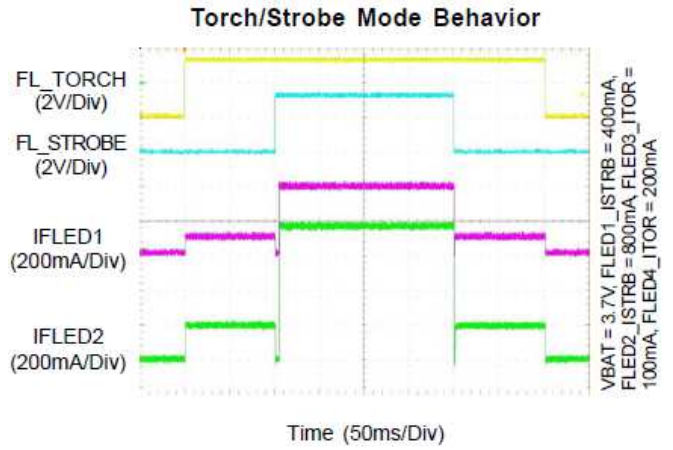 Torch/Strobe Mode Behavior
FL_TORCH
(2V/Div)
FL_STROBE
(2V/Div)
IFLED1
(200mA/Div)
IFLED2
(200mA/Div)
VBAT = 3.7V, FLED1_ISTRB = 400mA,
FLED2_ISTRB = 800mA, FLED3_ITOR =
100mA, FLED4_ITOR = 200mA
Time (50ms/Div)